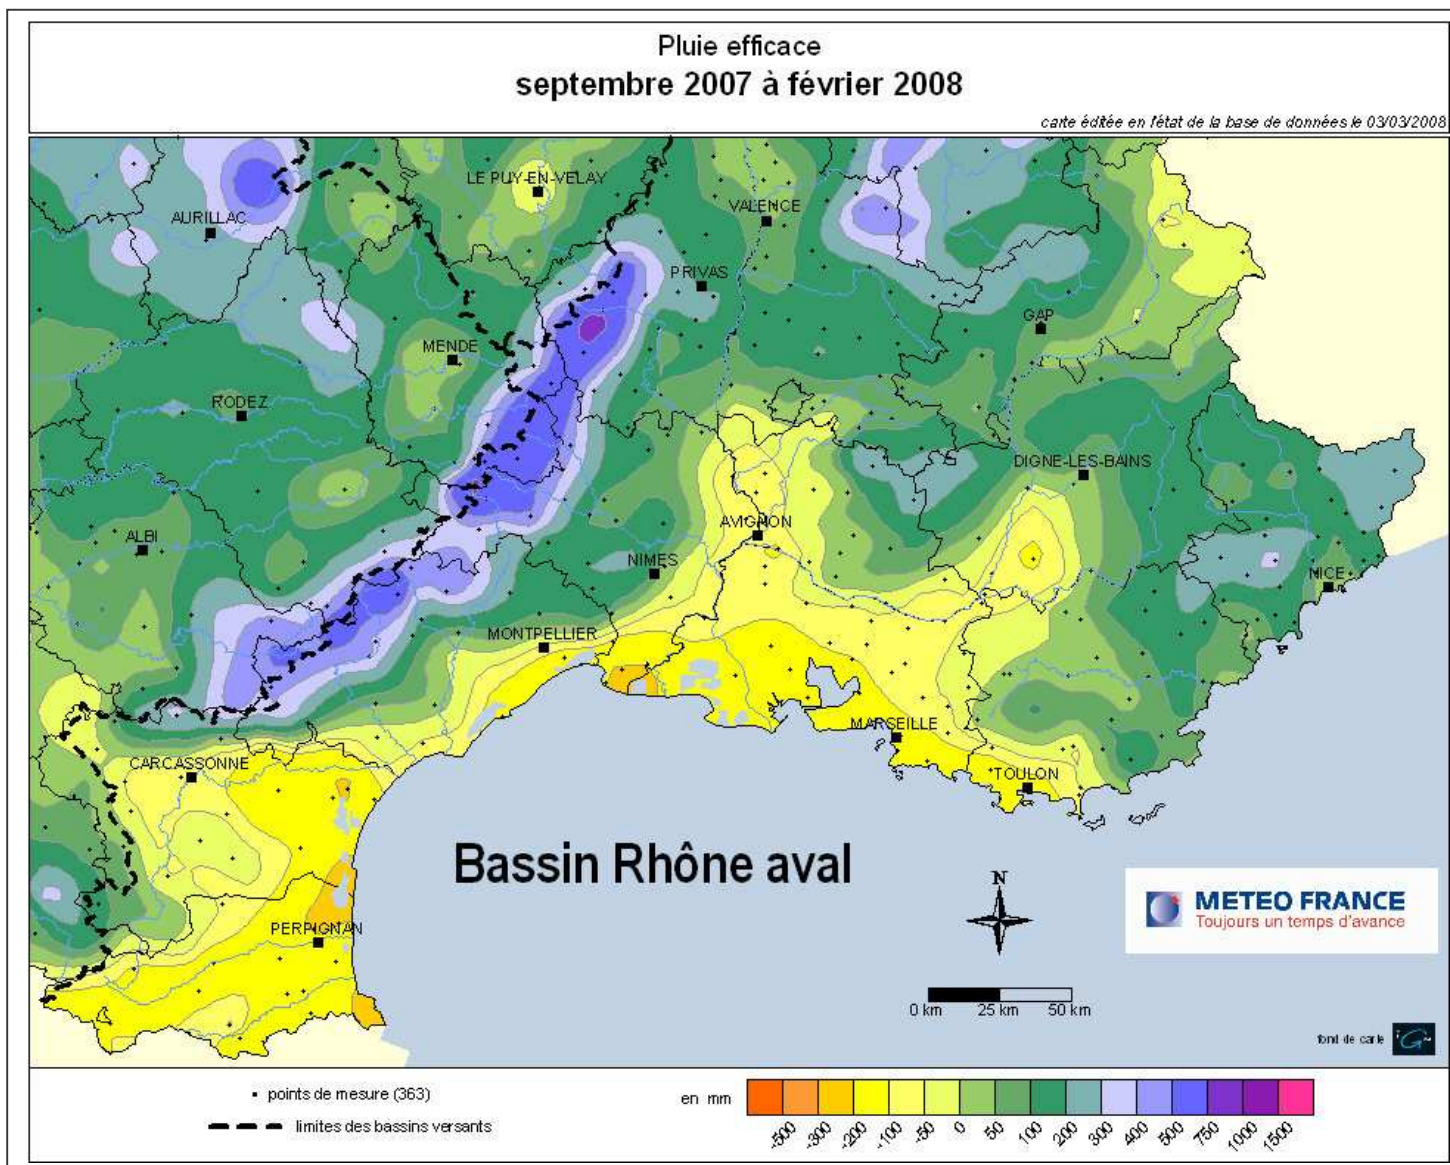 Pluie efficace
septembre 2007 à février 2008
carte éditée en l'état de la base de données le 03/03/2008
LE PUY-EN-VELAY
AURILLAC
VALENCE
PRIVAS
GAP
MENDE
RODEZ
DIGNE-LES-BAINS
AVIGNON
ALBI
NIMES
NICE
MONTPELLIER
MARSEILLE
CARCASSONNE
TOULON
Bassin Rhône aval
N
METEO FRANCE
Toujours un temps d'avance
PERPIGNAN
0 km 25 km 50 km
fond de carte
points de mesure (363)
en mm
limites des bassins versants
-500 -300 -200 -100 -50 0 50 100 200 300 400 500 750 1000 1500